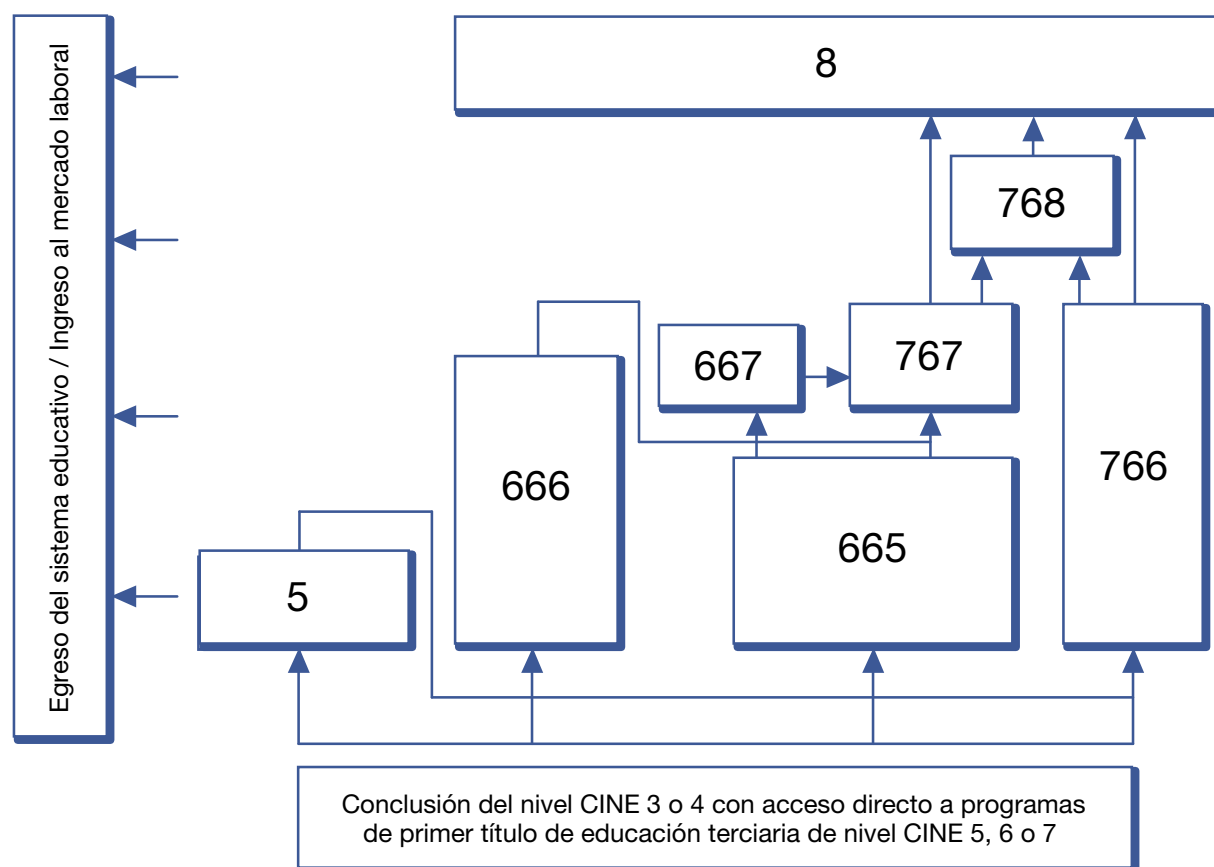 Egreso del sistema educativo / Ingreso al mercado laboral
8
768
667
767
666
766
665
5
Conclusión del nivel CINE 3 o 4 con acceso directo a programas
de primer título de educación terciaria de nivel CINE 5, 6 o 7